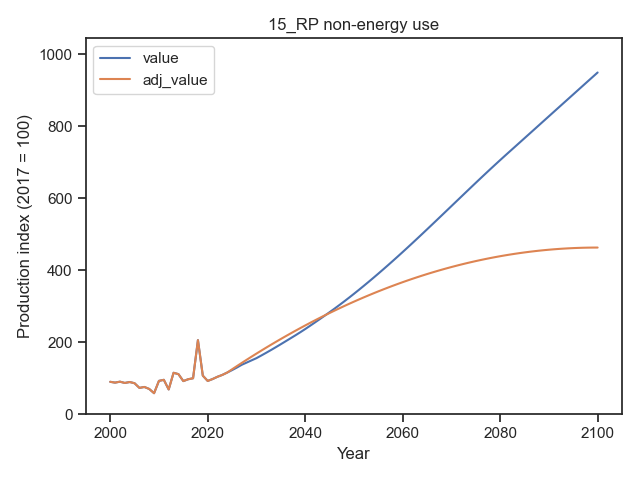 15_RP non-energy use
value
adj_value
Production index (2017 = 100)
1000
800
600
400
200
0
2000
2020
2040
2060
2080
2100
Year